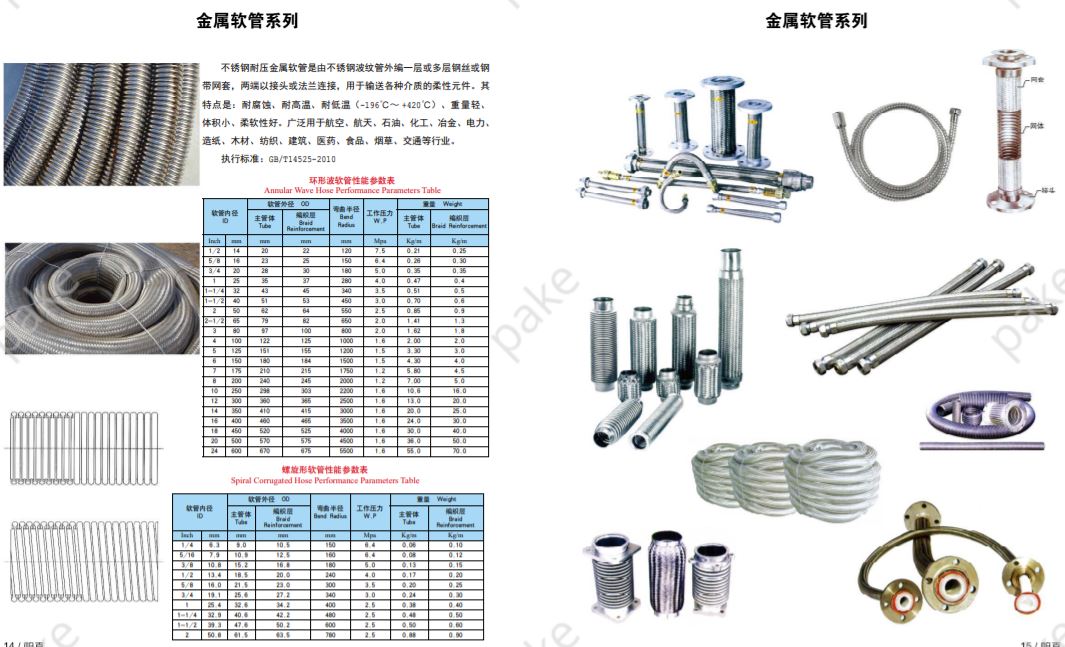 金属软管系列
不锈钢耐压金属软管是由不锈钢波纹管外编一层或多层钢丝或钢
带网套，两端以接头或法兰连接，用于输送各种介质的柔性元件。其
特点是：耐腐蚀、耐高温、耐低温（-196℃～+420℃）、重量轻、
体积小、柔软性好。广泛用于航空、航天、石油、化工、冶金、电力、
造纸、木材、纺织、建筑、医药、食品、烟草、交通等行业。
执行标准：GB/T14525-2010
环形波软管性能参数表
Annular Wave Hose Performance Parameters Table
软管内径 ID 软管外径 OD 弯曲半径 Bend Radius 工作压力 W.P 重量 Weight
主管体 Tube 编织层 Braid Reinforcement 主管体 Tube 编织层 Braid Reinforcement
Inch mm mm mm mm Mpa Kg/m Kg/m
1/2 14 20 22 120 7.5 0.21 0.25
5/8 16 23 25 150 6.4 0.26 0.30
3/4 20 28 30 180 5.0 0.35 0.35
1 25 35 37 280 4.0 0.47 0.4
1-1/4 32 43 45 340 3.5 0.51 0.5
1-1/2 40 51 53 450 3.0 0.70 0.6
2 50 62 64 550 2.5 0.85 0.9
2-1/2 65 79 82 650 2.0 1.41 1.3
3 80 97 100 800 2.0 1.62 1.8
4 100 122 125 1000 1.6 2.00 2.0
5 125 151 155 1200 1.5 3.30 3.0
6 150 180 184 1500 1.5 4.30 4.0
7 175 210 215 1750 1.2 5.80 4.5
8 200 240 245 2000 1.2 7.00 5.0
10 250 298 303 2200 1.6 10.6 16.0
12 300 360 365 2500 1.6 13.0 20.0
14 350 410 415 3000 1.6 20.0 25.0
16 400 460 465 3500 1.6 24.0 30.0
18 450 520 525 4000 1.6 30.0 40.0
20 500 570 575 4500 1.6 36.0 50.0
24 600 670 675 5500 1.6 55.0 70.0
螺旋形软管性能参数表
Spiral Corrugated Hose Performance Parameters Table
软管内径 ID 软管外径 OD 弯曲半径 Bend Radius 工作压力 W.P 重量 Weight
主管体 Tube 编织层 Braid Reinforcement 主管体 Tube 编织层 Braid Reinforcement
Inch mm mm mm mm Mpa Kg/m Kg/m
1/4 6.3 9.0 10.5 150 6.4 0.06 0.10
5/16 7.9 10.9 12.5 160 6.4 0.08 0.12
3/8 10.8 15.2 16.8 180 5.0 0.13 0.15
1/2 13.4 18.5 20.0 240 4.0 0.17 0.20
5/8 16.0 21.5 23.0 300 3.5 0.20 0.25
3/4 19.1 25.6 27.2 340 3.0 0.24 0.30
1 25.4 32.6 34.2 400 2.5 0.38 0.40
1-1/4 32.9 40.6 42.2 480 2.5 0.48 0.50
1-1/2 39.3 47.6 50.2 600 2.5 0.50 0.60
2 50.8 61.5 63.5 780 2.5 0.88 0.90
金属软管系列
网套
网体
接头
pake
pake